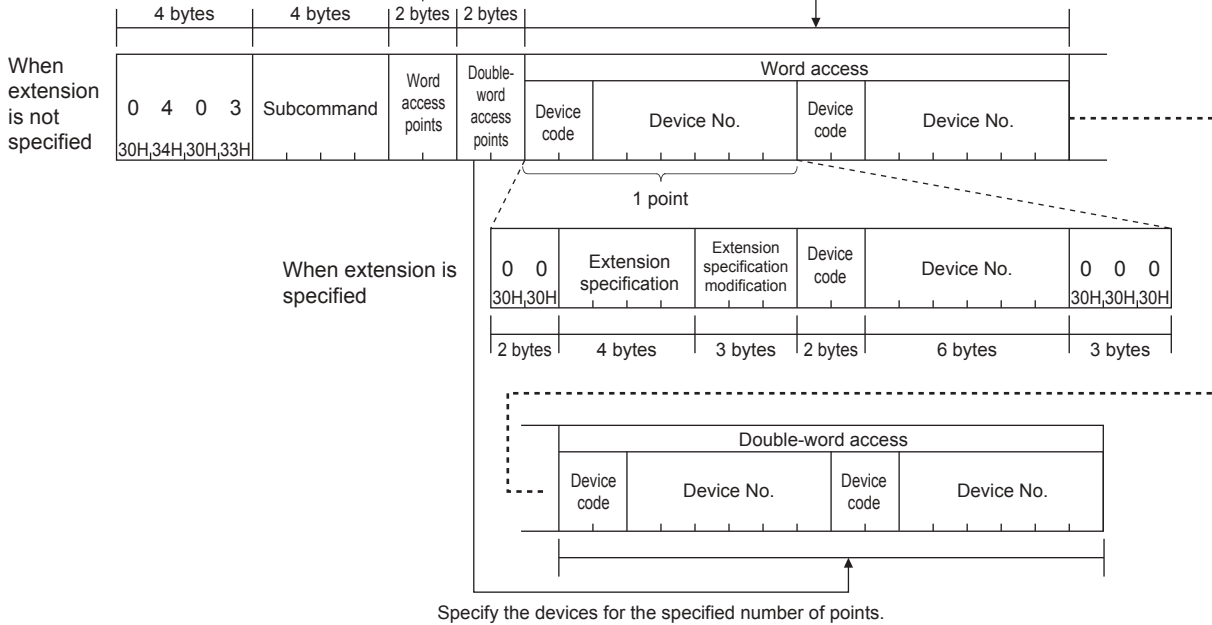 4 bytes 4 bytes 2 bytes 2 bytes
When
extension
is not
specified
0 4 0 3
30H,34H,30H,33H
Subcommand
Word
access
points
Double-
word
access
points
Word access
Device
code
Device No.
Device
code
Device No.
1 point
When extension is
specified
0 0
30H,30H
Extension
specification
Extension
specification
modification
Device
code
Device No.
0 0 0
30H,30H,30H
2 bytes 4 bytes 3 bytes 2 bytes 6 bytes 3 bytes
Double-word access
Device
code
Device No.
Device
code
Device No.
Specify the devices for the specified number of points.